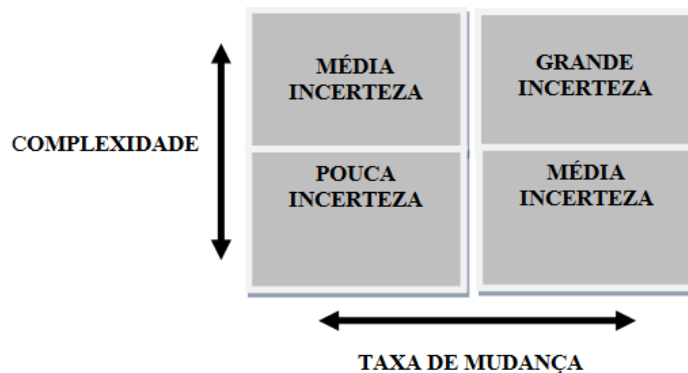 MÉDIA
INCERTEZA
GRANDE
INCERTEZA
COMPLEXIDADE
POUCA
INCERTEZA
MÉDIA
INCERTEZA
TAXA DE MUDANÇA